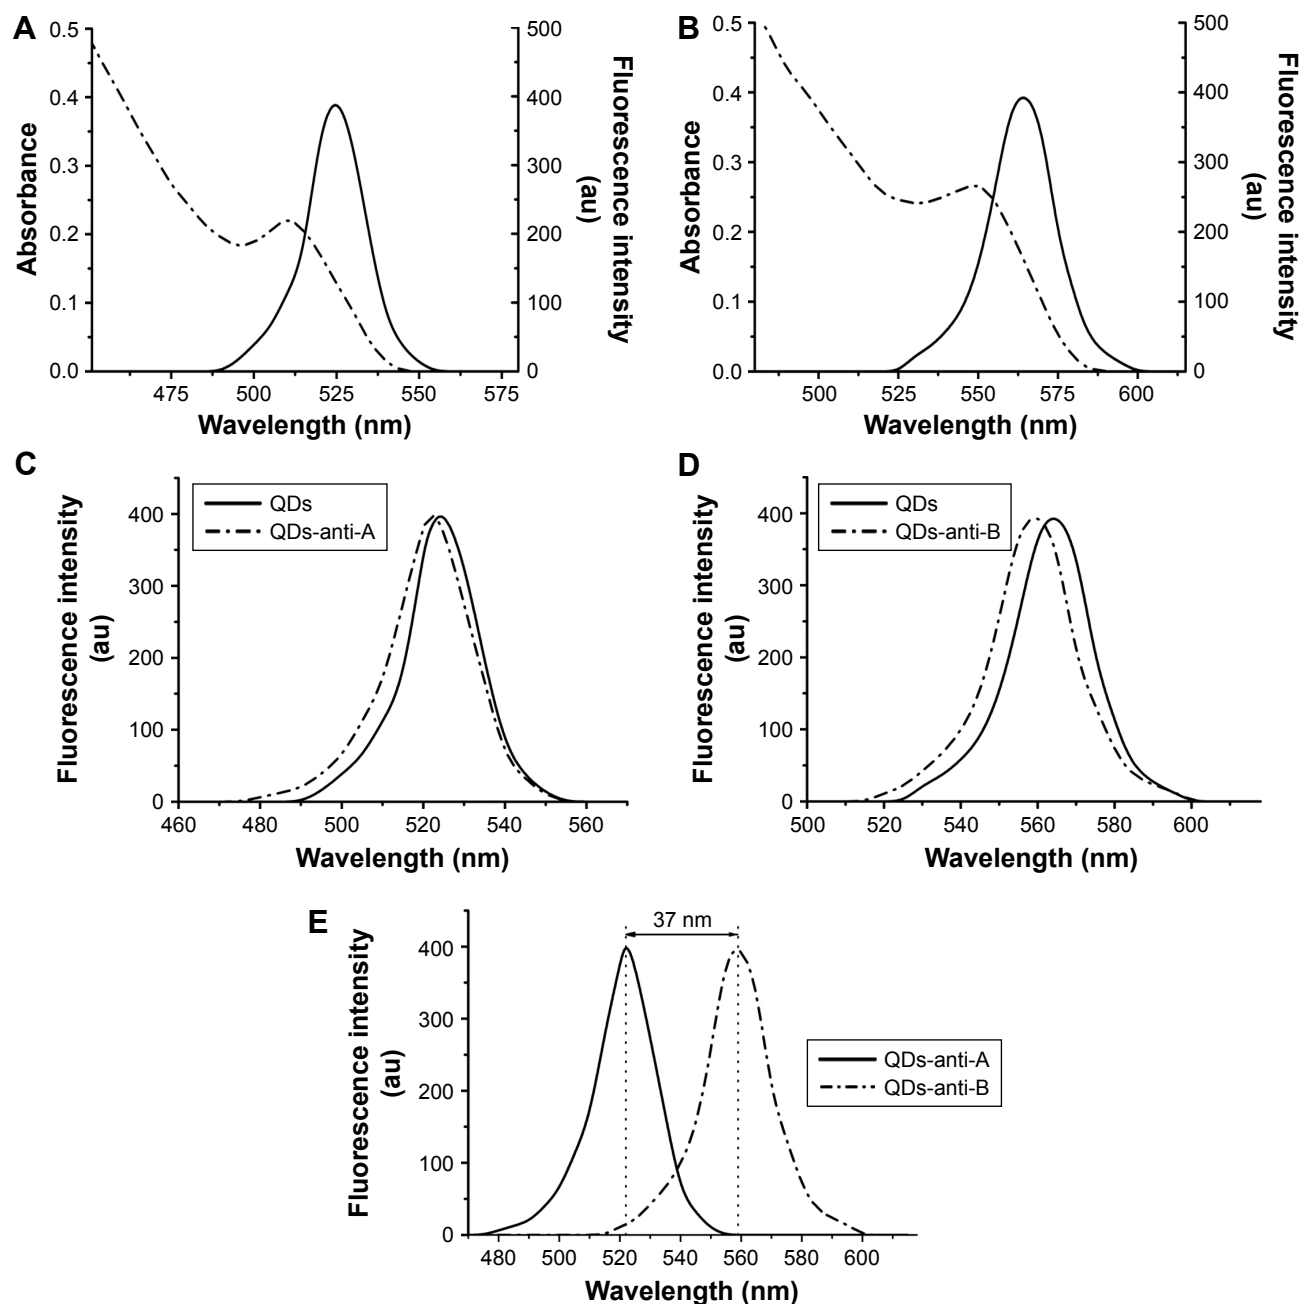 A
0.5
0.4
0.3
0.2
0.1
0.0
Absorbance
500
400
300
200
100
0
Fluorescence intensity
(au)
475 500 525 550 575
Wavelength (nm)
B
0.5
0.4
0.3
0.2
0.1
0.0
Absorbance
500
400
300
200
100
0
Fluorescence intensity
(au)
500 525 550 575 600
Wavelength (nm)
C
400
300
200
100
0
Fluorescence intensity
(au)
QDs
QDs-anti-A
460 480 500 520 540 560
Wavelength (nm)
D
400
300
200
100
0
Fluorescence intensity
(au)
QDs
QDs-anti-B
500 520 540 560 580 600
Wavelength (nm)
E
37 nm
400
300
200
100
0
Fluorescence intensity
(au)
QDs-anti-A
QDs-anti-B
480 500 520 540 560 580 600
Wavelength (nm)